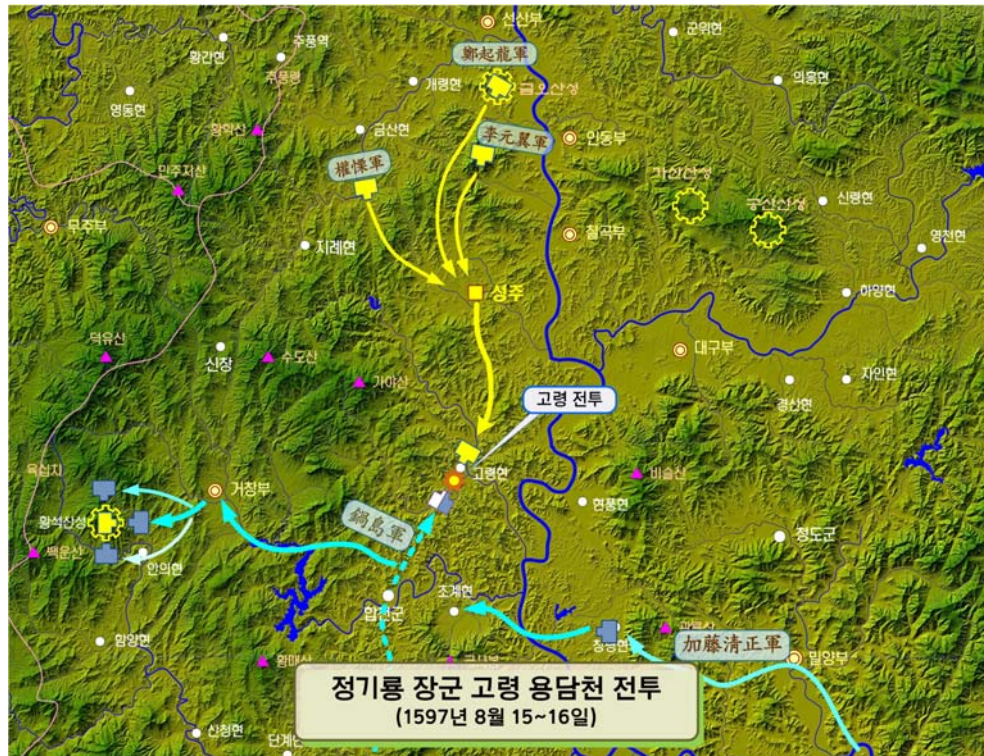 선산부
군위현
주풍역
황간현
鄭起龍軍
추풍령
개령현
금오산성
의흥현
영동현
황악산
금산현
李元翼軍
인동부
민주지산
權慄軍
가산산성
공산산성
신령현
무주부
칠곡부
지례현
영천현
성주
하양현
덕유산
신장
수도산
대구부
가야산
자인현
경산현
고령 전투
육십치
고령현
비슬산
거창부
황석산성
鍋島軍
현풍현
백운산
안의현
청도군
합천군
초계현
창녕현
함양현
加藤清正軍
밀양부
황매산
정기룡 장군 고령 용담천 전투
(1597년 8월 15~16일)
산청현